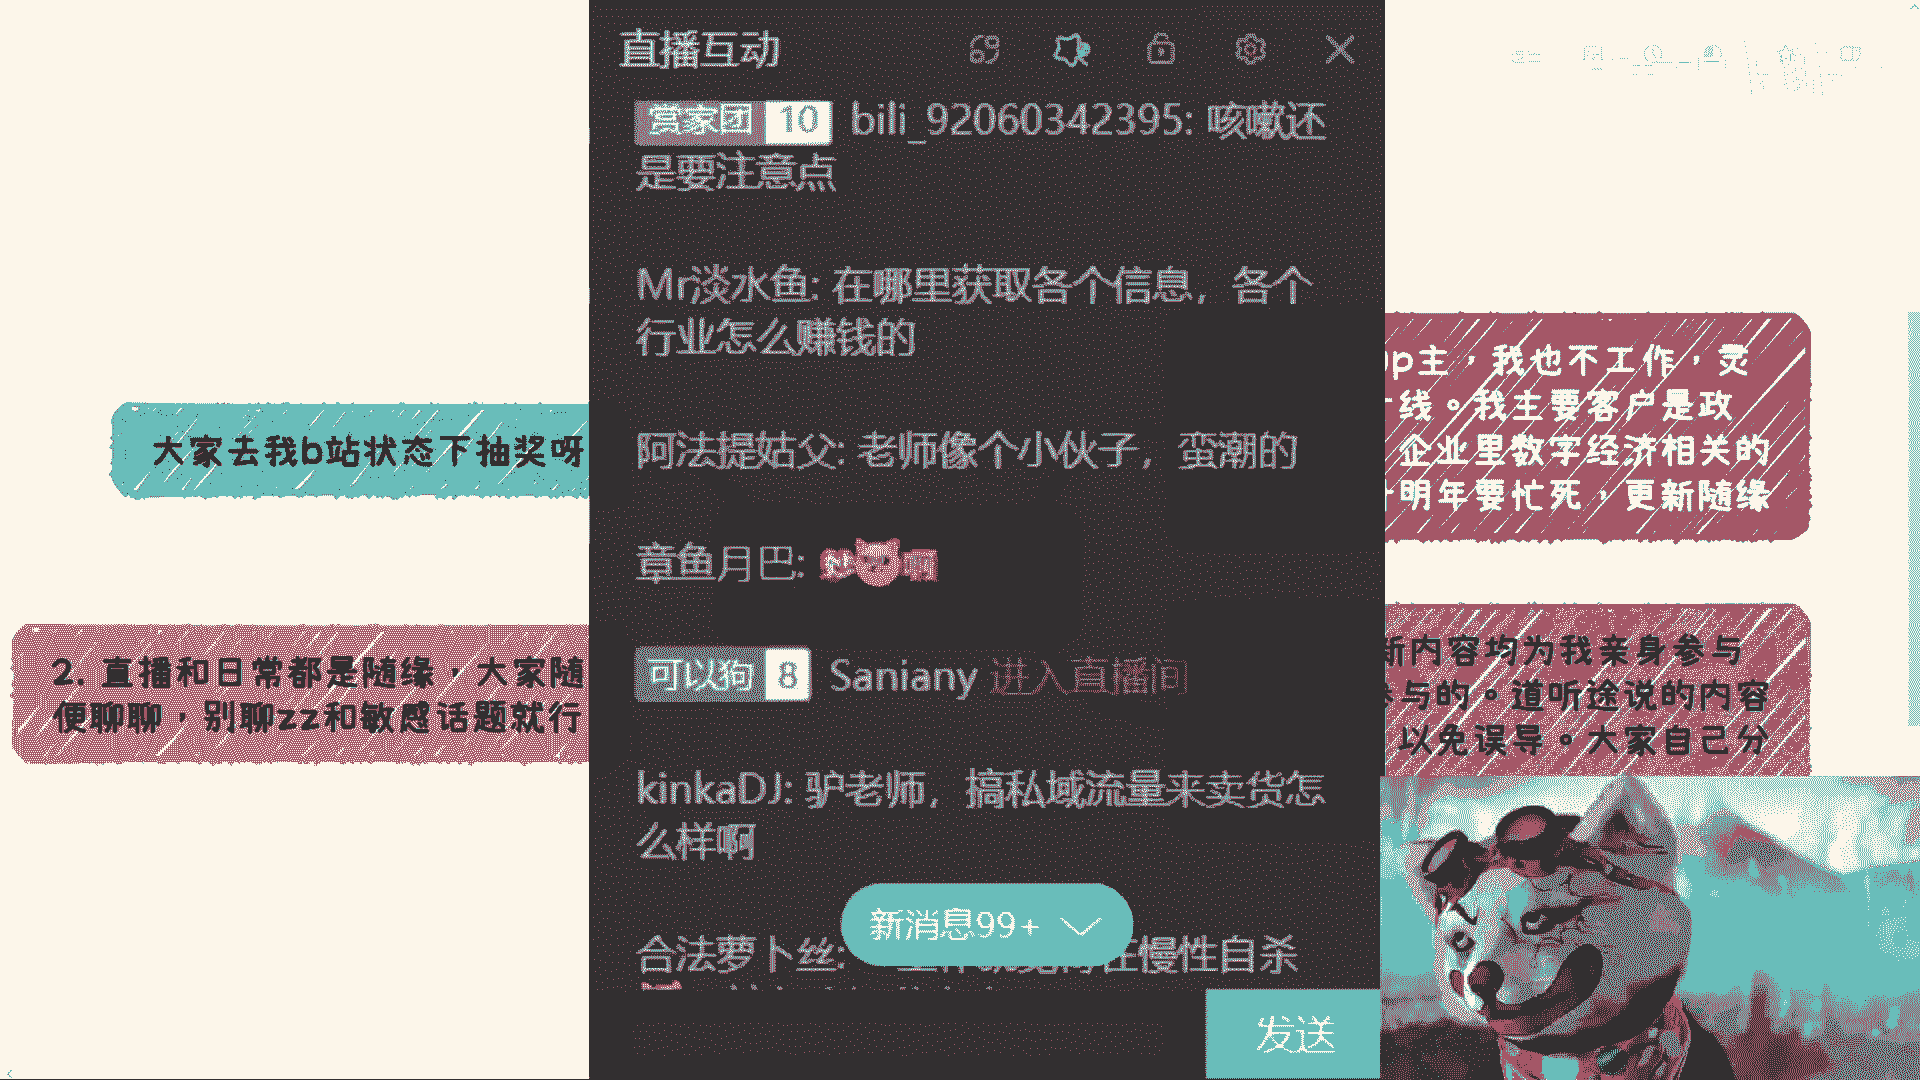 直播互动
赏家团 10 bili_92060342395: 咳嗽还
是要注意点
Mr淡水鱼: 在哪里获取各个信息，各个
行业怎么赚钱的
阿法提姑父: 老师像个小伙子，蛮潮的
章鱼月巴:
可以狗 8 Saniany 进入直播间
kinkaDJ: 驴老师，搞私域流量来卖货怎
么样啊
新消息99+
合法萝卜丝: 慢性自杀
发送
大家去我b站状态下抽奖呀
2. 直播和日常都是随缘，大家随
便聊聊，别聊zz和敏感话题就行
p主，我也不工作，灵
线。我主要客户是政
企业里数字经济相关的
明年要忙死，更新随缘
新内容均为我亲身参与
参与的。道听途说的内容
以免误导。大家自己分